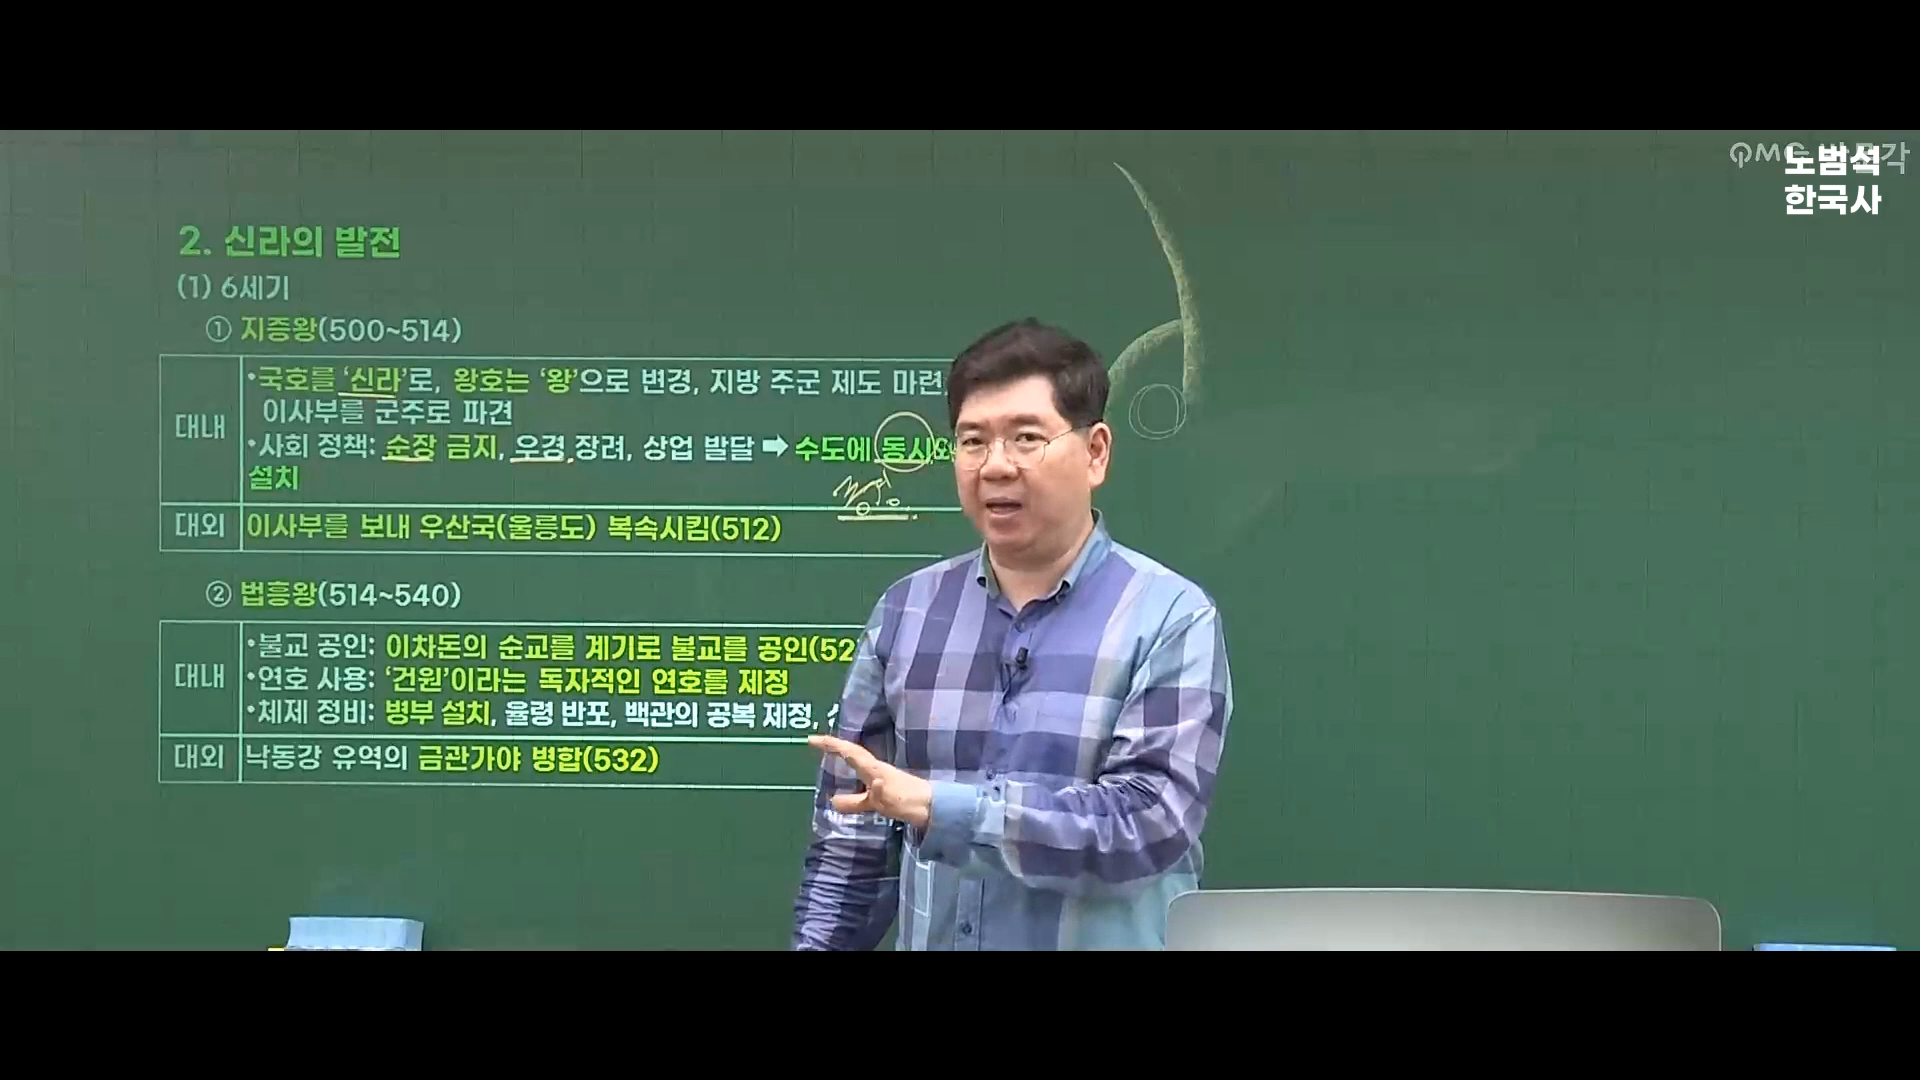 노범석
한국사
2. 신라의 발전
(1) 6세기
① 지증왕(500~514)
대내
•국호를 '신라'로, 왕호는 '왕'으로 변경, 지방 주군 제도 마련,
이사부를 군주로 파견
•사회 정책: 순장 금지, 우경 장려, 상업 발달 ➡ 수도에 동시와
설치
대외
이사부를 보내 우산국(울릉도) 복속시킴(512)
② 법흥왕(514~540)
대내
•불교 공인: 이차돈의 순교를 계기로 불교를 공인(52
•연호 사용: '건원'이라는 독자적인 연호를 제정
•체제 정비: 병부 설치, 율령 반포, 백관의 공복 제정,
대외
낙동강 유역의 금관가야 병합(532)